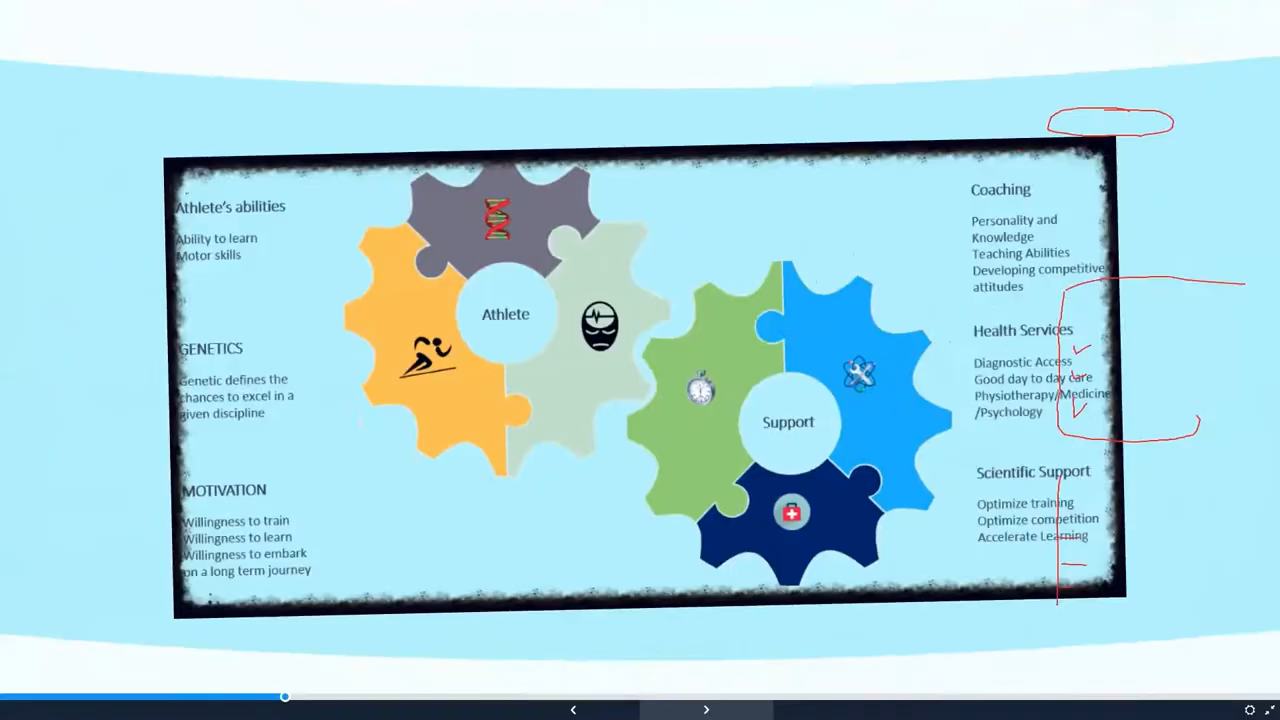 Athlete's abilities
Ability to learn
Motor skills
GENETICS
Genetic defines the
chances to excel in a
given discipline
MOTIVATION
Willingness to train
Willingness to learn
Willingness to embark
on a long term journey
Athlete
Support
Coaching
Personality and
Knowledge
Teaching Abilities
Developing competitive
attitudes
Health Services
Diagnostic Access
Good day to day care
Physiotherapy/Medicine
/Psychology
Scientific Support
Optimize training
Optimize competition
Accelerate Learning